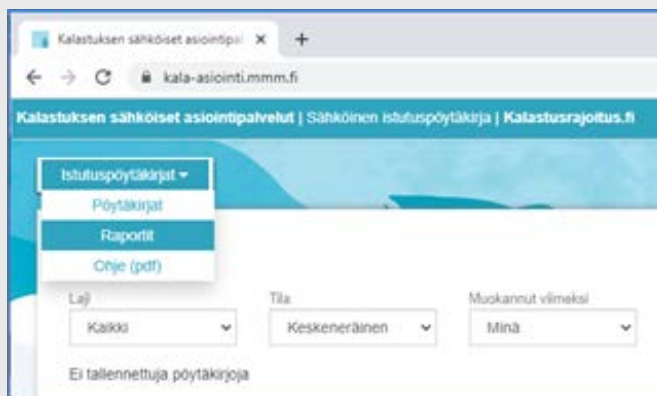 Kalastuksen sähköiset asiointipal
kala-asiointi.mmm.fi
Kalastuksen sähköiset asiointipalvelut | Sähköinen istutuspöytäkirja | Kalastusrajoitus.fi
Istutuspöytäkirjat
Pöytäkirjat
Raportit
Ohje (pdf)
Laji Tila Muokannut viimeksi
Kaikki Keskeneräinen Minä
Ei tallennettuja pöytäkirjoja